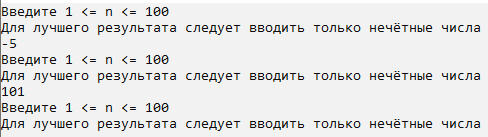 Введите 1 <= n <= 100
Для лучшего результата следует вводить только нечётные числа
-5
Введите 1 <= n <= 100
Для лучшего результата следует вводить только нечётные числа
101
Введите 1 <= n <= 100
Для лучшего результата следует вводить только нечётные числа